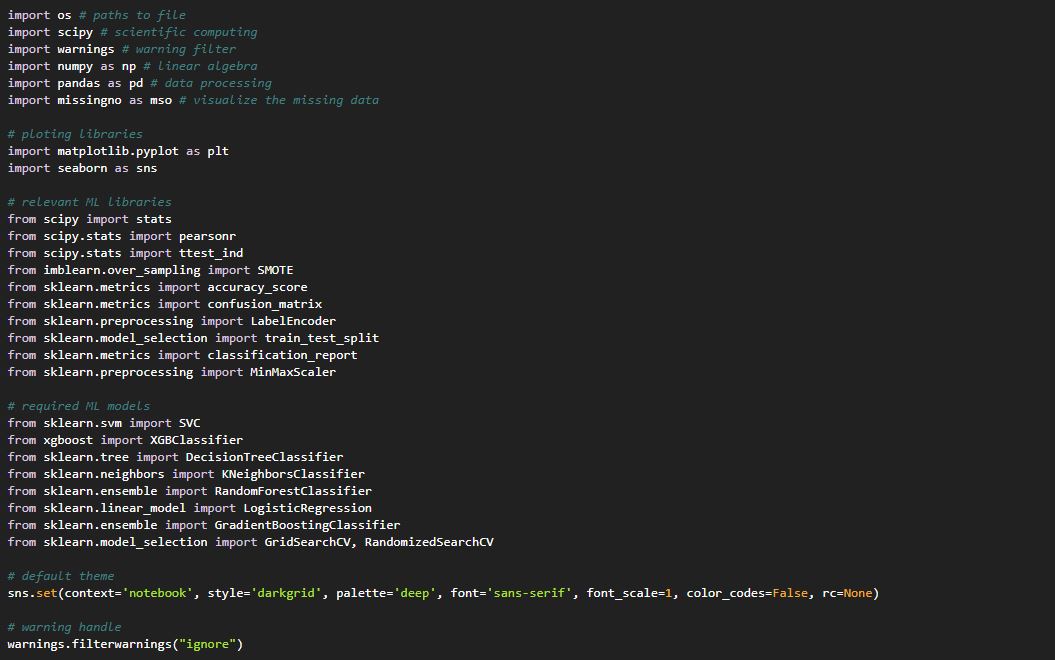 import os # paths to file
import scipy # scientific computing
import warnings # warning filter
import numpy as np # linear algebra
import pandas as pd # data processing
import missingno as mso # visualize the missing data
# ploting libraries
import matplotlib.pyplot as plt
import seaborn as sns
# relevant ML libraries
from scipy import stats
from scipy.stats import pearsonr
from scipy.stats import ttest_ind
from imblearn.over_sampling import SMOTE
from sklearn.metrics import accuracy_score
from sklearn.metrics import confusion_matrix
from sklearn.preprocessing import LabelEncoder
from sklearn.model_selection import train_test_split
from sklearn.metrics import classification_report
from sklearn.preprocessing import MinMaxScaler
# required ML models
from sklearn.svm import SVC
from xgboost import XGBClassifier
from sklearn.tree import DecisionTreeClassifier
from sklearn.neighbors import KNeighborsClassifier
from sklearn.ensemble import RandomForestClassifier
from sklearn.linear_model import LogisticRegression
from sklearn.ensemble import GradientBoostingClassifier
from sklearn.model_selection import GridSearchCV, RandomizedSearchCV
# default theme
sns.set(context='notebook', style='darkgrid', palette='deep', font='sans-serif', font_scale=1, color_codes=False, rc=None)
# warning handle
warnings.filterwarnings("ignore")